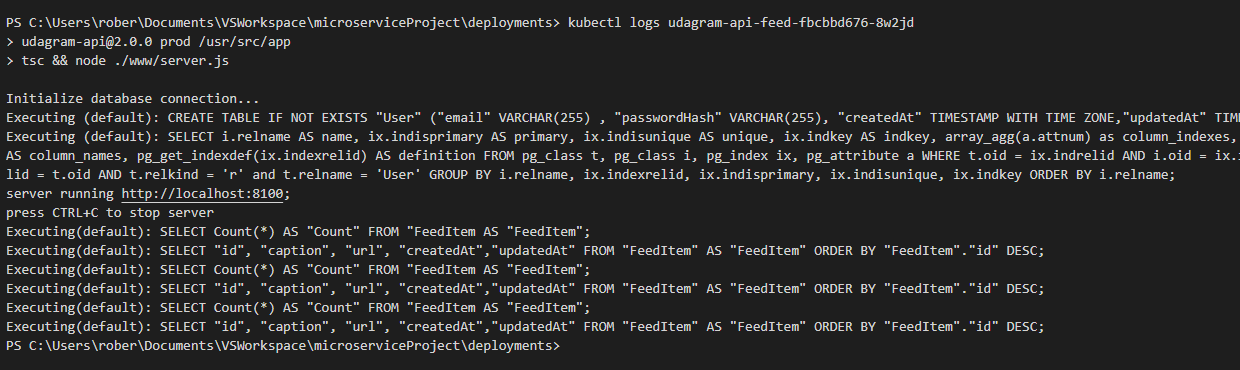 PS C:\Users\rober\Documents\VSWorkspace\microserviceProject\deployments> kubectl logs udagram-api-feed-fbcbbd676-8w2jd
> udagram-api@2.0.0 prod /usr/src/app
> tsc && node ./www/server.js
Initialize database connection...
Executing (default): CREATE TABLE IF NOT EXISTS "User" ("email" VARCHAR(255) , "passwordHash" VARCHAR(255), "createdAt" TIMESTAMP WITH TIME ZONE,"updatedAt" TIM
Executing (default): SELECT i.relname AS name, ix.indisprimary AS primary, ix.indisunique AS unique, ix.indkey AS indkey, array_agg(a.attnum) as column_indexes,
AS column_names, pg_get_indexdef(ix.indexrelid) AS definition FROM pg_class t, pg_class i, pg_index ix, pg_attribute a WHERE t.oid = ix.indrelid AND i.oid = ix.i
lid = t.oid AND t.relkind = 'r' and t.relname = 'User' GROUP BY i.relname, ix.indexrelid, ix.indisprimary, ix.indisunique, ix.indkey ORDER BY i.relname;
server running http://localhost:8100;
press CTRL+C to stop server
Executing(default): SELECT Count(*) AS "Count" FROM "FeedItem AS "FeedItem";
Executing(default): SELECT "id", "caption", "url", "createdAt","updatedAt" FROM "FeedItem" AS "FeedItem" ORDER BY "FeedItem"."id" DESC;
Executing(default): SELECT Count(*) AS "Count" FROM "FeedItem AS "FeedItem";
Executing(default): SELECT "id", "caption", "url", "createdAt","updatedAt" FROM "FeedItem" AS "FeedItem" ORDER BY "FeedItem"."id" DESC;
Executing(default): SELECT Count(*) AS "Count" FROM "FeedItem AS "FeedItem";
Executing(default): SELECT "id", "caption", "url", "createdAt","updatedAt" FROM "FeedItem" AS "FeedItem" ORDER BY "FeedItem"."id" DESC;
PS C:\Users\rober\Documents\VSWorkspace\microserviceProject\deployments>